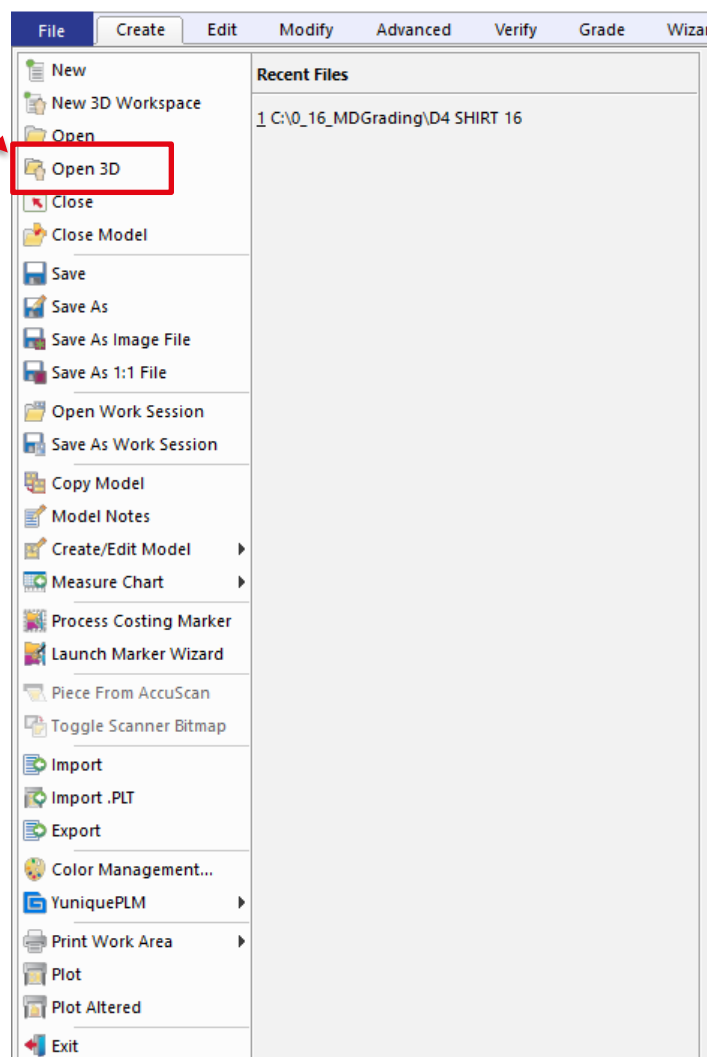 File Create Edit Modify Advanced Verify Grade Wizar
New
Recent Files
New 3D Workspace
1 C:\0_16_MDGrading\D4 SHIRT 16
Open
Open 3D
Close
Close Model
Save
Save As
Save As Image File
Save As 1:1 File
Open Work Session
Save As Work Session
Copy Model
Model Notes
Create/Edit Model
Measure Chart
Process Costing Marker
Launch Marker Wizard
Piece From AccuScan
Toggle Scanner Bitmap
Import
Import .PLT
Export
Color Management...
YuniquePLM
Print Work Area
Plot
Plot Altered
Exit